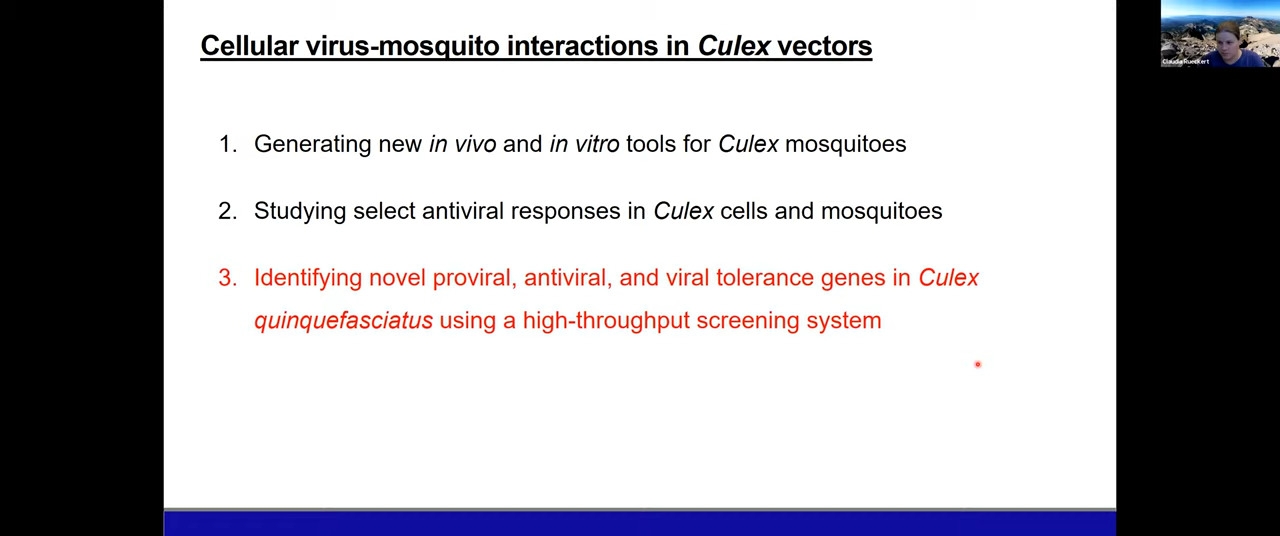 Cellular virus-mosquito interactions in Culex vectors
1. Generating new in vivo and in vitro tools for Culex mosquitoes
2. Studying select antiviral responses in Culex cells and mosquitoes
3. Identifying novel proviral, antiviral, and viral tolerance genes in Culex
quinquefasciatus using a high-throughput screening system
Claudia Rueckert